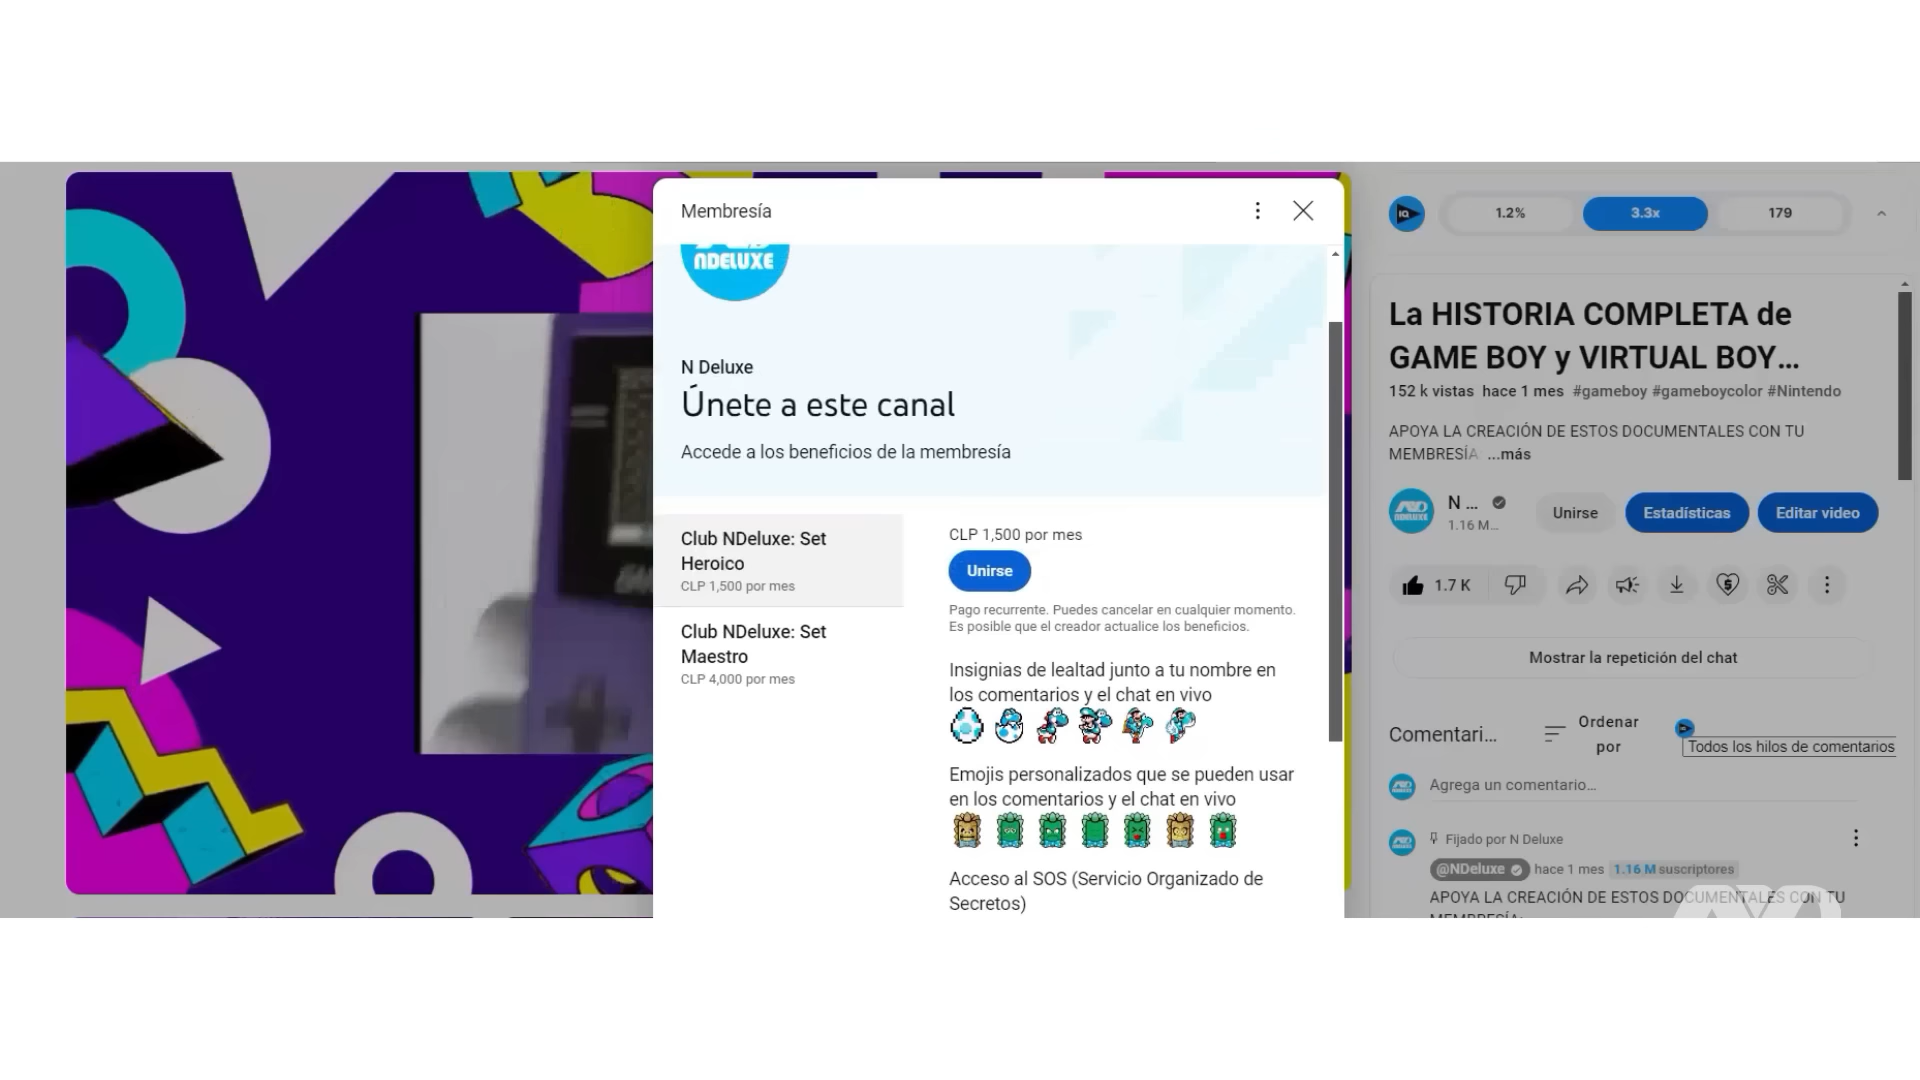 Membresía
NDELUXE
N Deluxe
Únete a este canal
Accede a los beneficios de la membresía
Club NDeluxe: Set
Heroico
CLP 1,500 por mes
Club NDeluxe: Set
Maestro
CLP 4,000 por mes
CLP 1,500 por mes
Unirse
Pago recurrente. Puedes cancelar en cualquier momento.
Es posible que el creador actualice los beneficios.
Insignias de lealtad junto a tu nombre en
los comentarios y el chat en vivo
Emojis personalizados que se pueden usar
en los comentarios y el chat en vivo
Acceso al SOS (Servicio Organizado de
Secretos)
1.2% 3.3x 179
La HISTORIA COMPLETA de
GAME BOY y VIRTUAL BOY...
152 k vistas hace 1 mes #gameboy #gameboycolor #Nintendo
APOYA LA CREACIÓN DE ESTOS DOCUMENTALES CON TU
MEMBRESÍA ...más
N ...
1.16 M...
Unirse Estadísticas Editar video
1.7 K
Mostrar la repetición del chat
Comentari...
Ordenar
por
Todos los hilos de comentarios
Agrega un comentario...
Fijado por N Deluxe
@NDeluxe hace 1 mes 1.16 M suscriptores
APOYA LA CREACIÓN DE ESTOS DOCUMENTALES CON TU